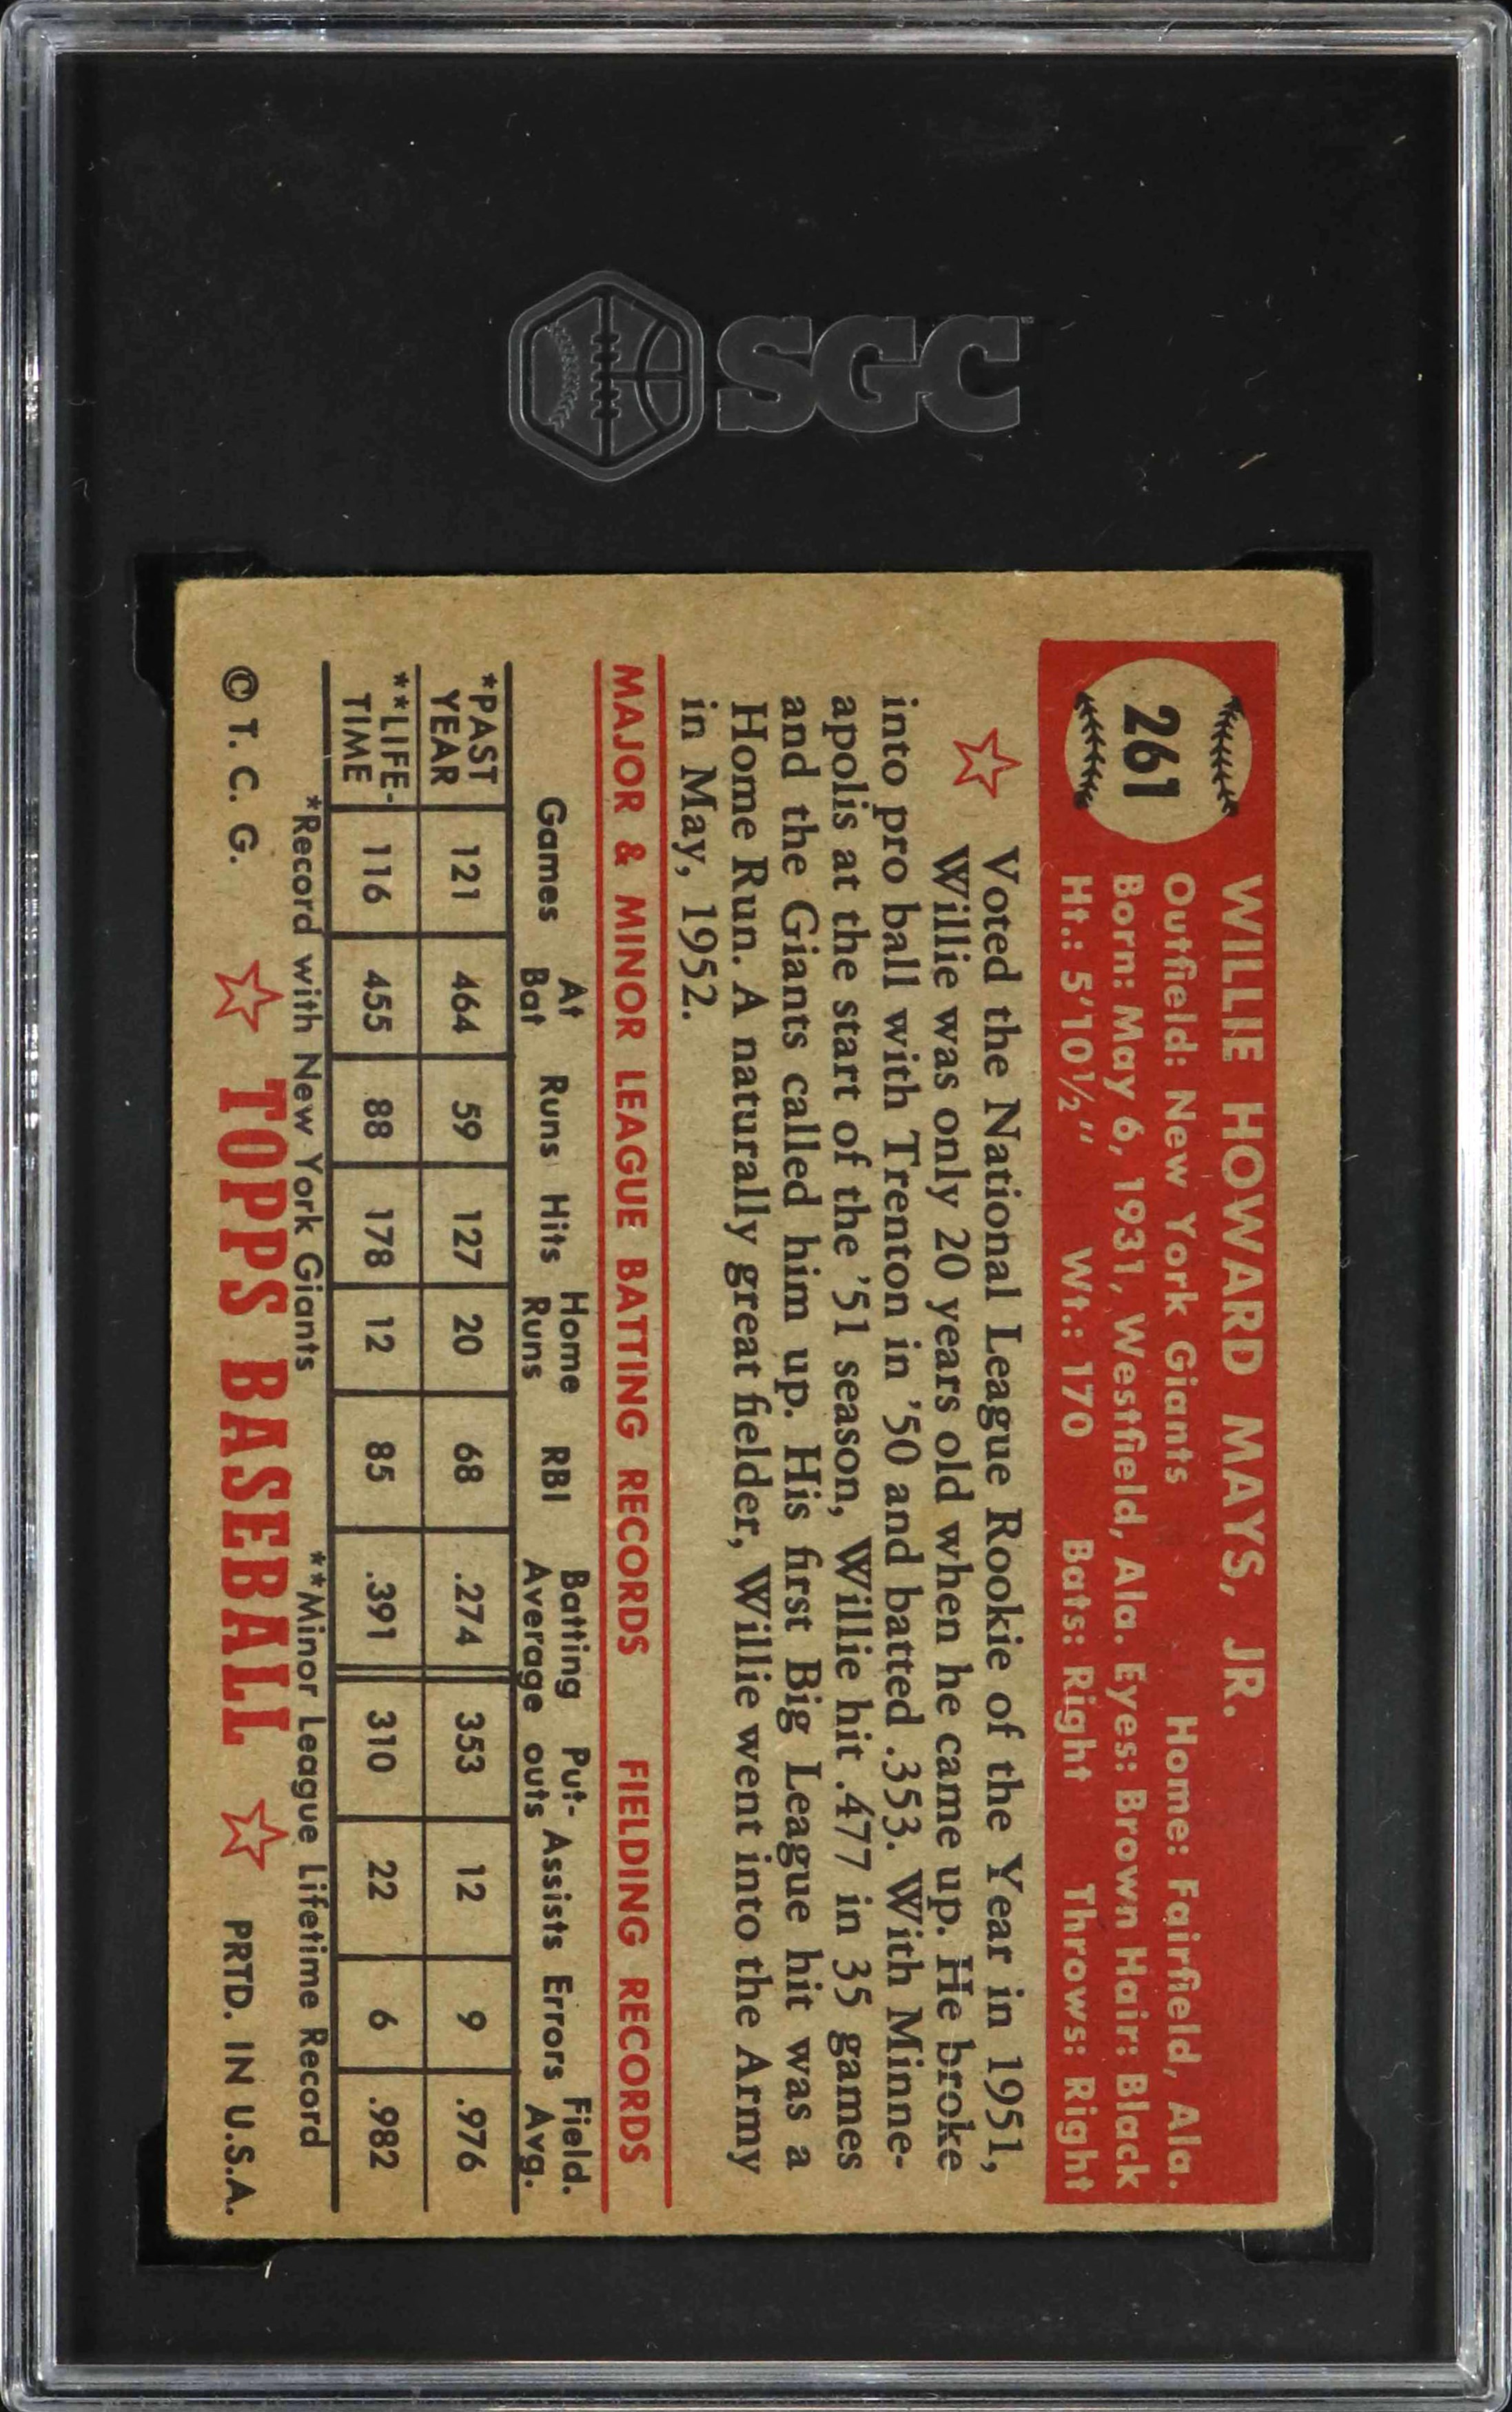 SGC
261
WILLIE HOWARD MAYS, JR.
Outfield: New York Giants Home: Fairfield, Ala.
Born: May 6, 1931, Westfield, Ala. Eyes: Brown Hair: Black
Ht.: 5'10½" Wt.: 170 Bats: Right Throws: Right
Voted the National League Rookie of the Year in 1951,
Willie was only 20 years old when he came up. He broke
into pro ball with Trenton in '50 and batted .353. With Minne-
apolis at the start of the '51 season, Willie hit .477 in 35 games
and the Giants called him up. His first Big League hit was a
Home Run. A naturally great fielder, Willie went into the Army
in May, 1952.
MAJOR & MINOR LEAGUE BATTING RECORDS FIELDING RECORDS
Games At Bat Runs Hits Home Runs RBI Batting Average Put-outs Assists Errors Field. Avg.
*PAST YEAR 121 464 59 127 20 68 .274 353 12 9 .976
**LIFE-TIME 116 455 88 178 12 85 .391 310 22 6 .982
*Record with New York Giants **Minor League Lifetime Record
© T. C. G. TOPPS BASEBALL PRTD. IN U.S.A.